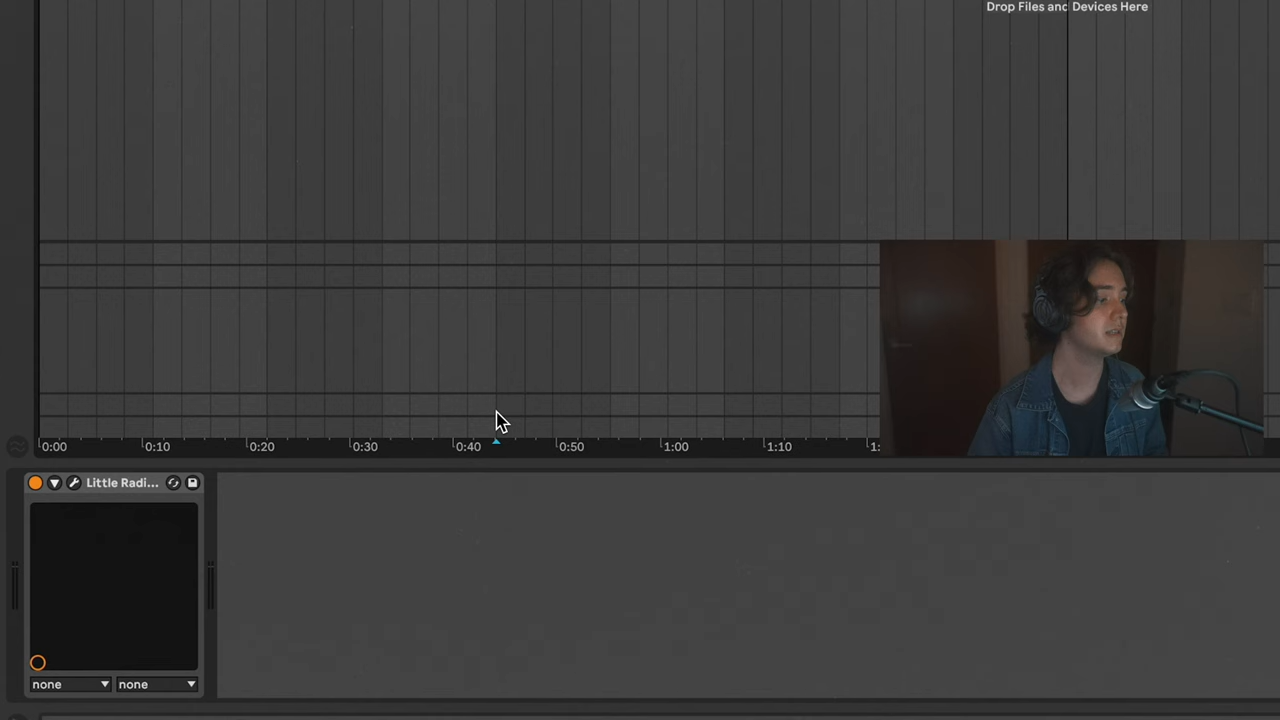 Drop Files and Devices Here
0:00 0:10 0:20 0:30 0:40 0:50 1:00 1:10 1:
Little Radi...
none none